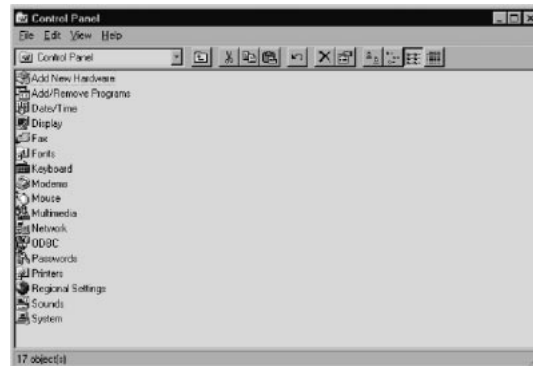 Control Panel
File Edit View Help
Control Panel
Add New Hardware
Add/Remove Programs
Date/Time
Display
Fax
Fonts
Keyboard
Modems
Mouse
Multimedia
Network
ODBC
Passwords
Printers
Regional Settings
Sounds
System
17 object(s)